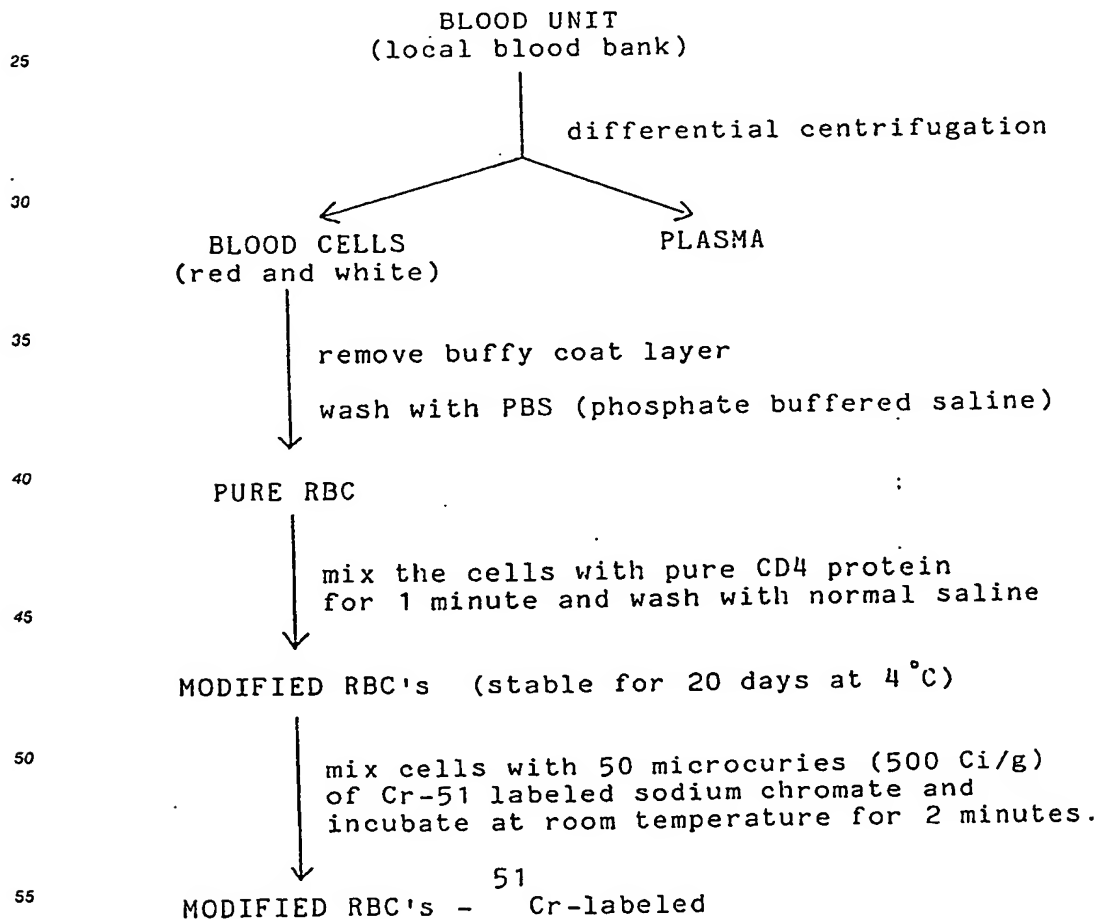 BLOOD UNIT
(local blood bank)
25
differential centrifugation
30
BLOOD CELLS PLASMA
(red and white)
35
remove buffy coat layer
wash with PBS (phosphate buffered saline)
40
PURE RBC
mix the cells with pure CD4 protein
for 1 minute and wash with normal saline
45
MODIFIED RBC's (stable for 20 days at 4°C)
50
mix cells with 50 microcuries (500 Ci/g)
of Cr-51 labeled sodium chromate and
incubate at room temperature for 2 minutes.
55
MODIFIED RBC's - 51Cr-labeled